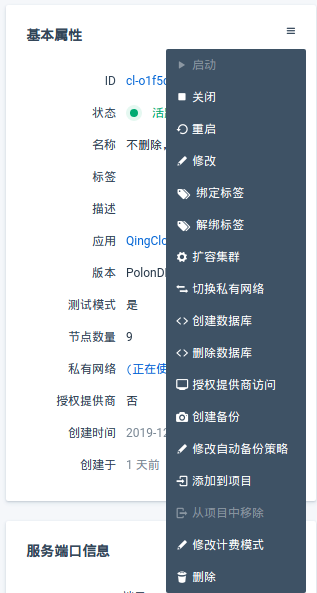 基本属性
ID cl-o1f5
状态 活
名称 不删除，
标签
描述
应用 QingClo
版本 PolonD
测试模式 是
节点数量 9
私有网络 (正在使
授权提供商 否
创建时间 2019-12
创建于 1 天前
启动
关闭
重启
修改
绑定标签
解绑标签
扩容集群
切换私有网络
创建数据库
删除数据库
授权提供商访问
创建备份
修改自动备份策略
添加到项目
从项目中移除
修改计费模式
删除
服务端口信息